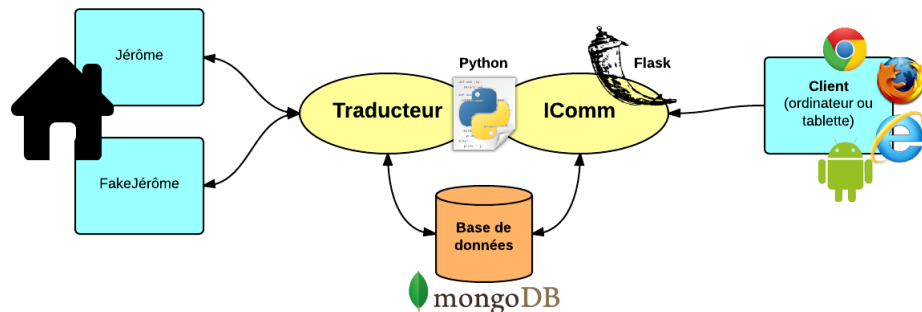 Jérôme
FakeJérôme
Python
Flask
Traducteur
IComm
Client
(ordinateur ou
tablette)
Base de
données
mongoDB